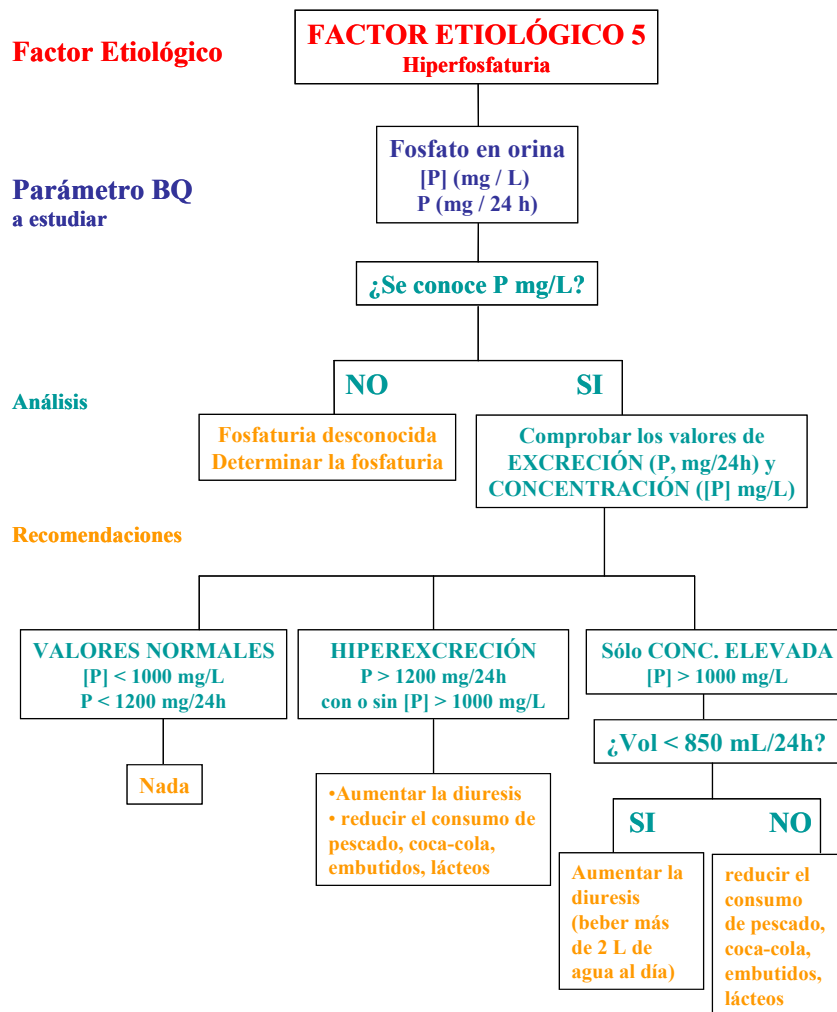 FACTOR ETIOLÓGICO 5
Hiperfosfaturia
Factor Etiológico
Fosfato en orina
[P] (mg / L)
P (mg / 24 h)
Parámetro BQ
a estudiar
¿Se conoce P mg/L?
NO
SI
Análisis
Fosfaturia desconocida
Determinar la fosfaturia
Comprobar los valores de
EXCRECIÓN (P, mg/24h) y
CONCENTRACIÓN ([P] mg/L)
Recomendaciones
VALORES NORMALES
[P] < 1000 mg/L
P < 1200 mg/24h
HIPEREXCRECIÓN
P > 1200 mg/24h
con o sin [P] > 1000 mg/L
Sólo CONC. ELEVADA
[P] > 1000 mg/L
¿Vol < 850 mL/24h?
Nada
•Aumentar la diuresis
• reducir el consumo de
pescado, coca-cola,
embutidos, lácteos
SI
NO
Aumentar la
diuresis
(beber más
de 2 L de
agua al día)
reducir el
consumo
de pescado,
coca-cola,
embutidos,
lácteos